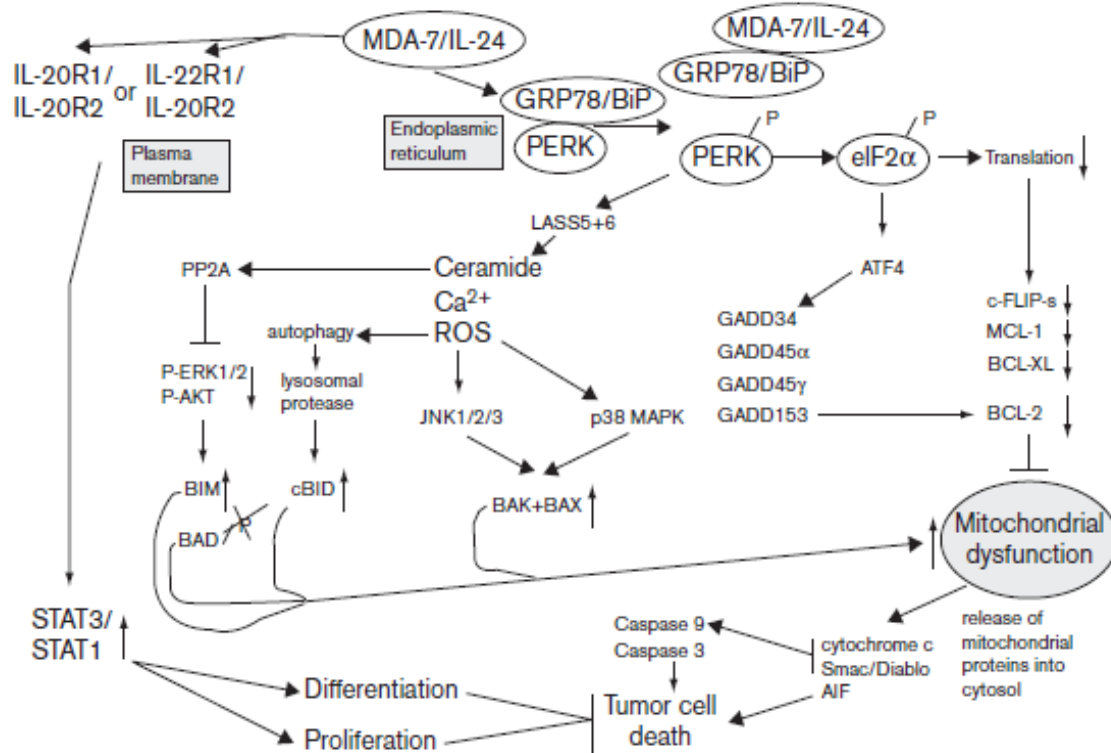 MDA-7/IL-24
MDA-7/IL-24
IL-20R1/
IL-20R2
or
IL-22R1/
IL-20R2
GRP78/BiP
GRP78/BiP
Plasma
membrane
Endoplasmic
reticulum
PERK
P
PERK
P
eIF2α
Translation
LASS5+6
PP2A
Ceramide
Ca2+
ROS
ATF4
autophagy
lysosomal
protease
P-ERK1/2
P-AKT
JNK1/2/3
p38 MAPK
GADD34
GADD45α
GADD45γ
GADD153
c-FLIP-s
MCL-1
BCL-XL
BCL-2
BIM
cBID
BAK+BAX
BAD
P
Mitochondrial
dysfunction
STAT3/
STAT1
Caspase 9
Caspase 3
cytochrome c
Smac/Diablo
AIF
release of
mitochondrial
proteins into
cytosol
Differentiation
Proliferation
Tumor cell
death